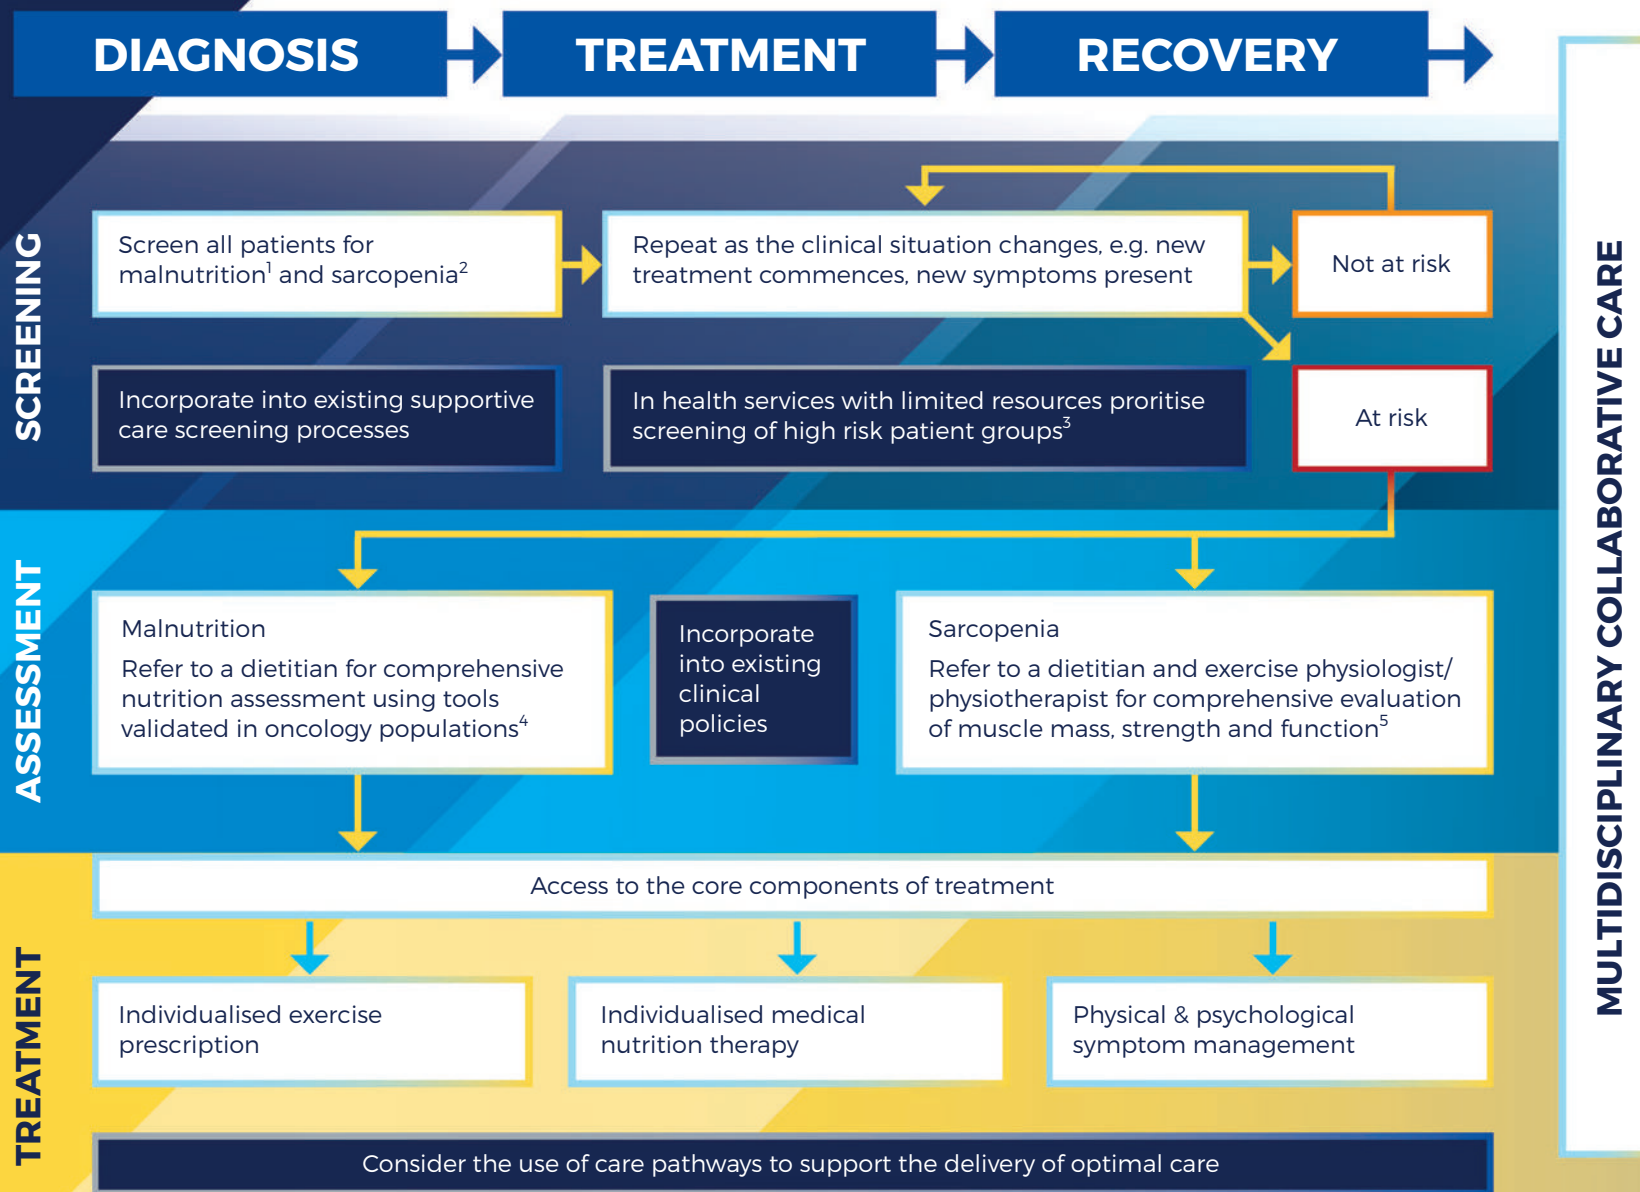 DIAGNOSIS
TREATMENT
RECOVERY
SCREENING
Screen all patients for
malnutrition1 and sarcopenia2
Repeat as the clinical situation changes, e.g. new
treatment commences, new symptoms present
Not at risk
Incorporate into existing supportive
care screening processes
In health services with limited resources proritise
screening of high risk patient groups3
At risk
ASSESSMENT
Malnutrition
Refer to a dietitian for comprehensive
nutrition assessment using tools
validated in oncology populations4
Incorporate
into existing
clinical
policies
Sarcopenia
Refer to a dietitian and exercise physiologist/
physiotherapist for comprehensive evaluation
of muscle mass, strength and function5
TREATMENT
Access to the core components of treatment
Individualised exercise
prescription
Individualised medical
nutrition therapy
Physical & psychological
symptom management
Consider the use of care pathways to support the delivery of optimal care
MULTIDISCIPLINARY COLLABORATIVE CARE